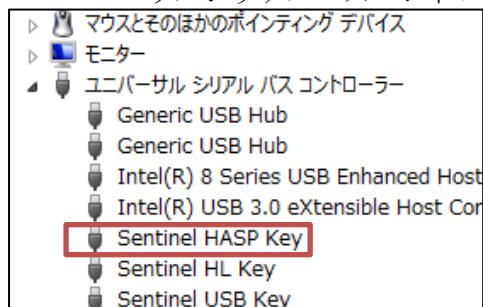 マウスとそのほかのポインティング デバイス
モニター
ユニバーサル シリアル バス コントローラー
Generic USB Hub
Generic USB Hub
Intel(R) 8 Series USB Enhanced Host
Intel(R) USB 3.0 eXtensible Host Cor
Sentinel HASP Key
Sentinel HL Key
Sentinel USB Key